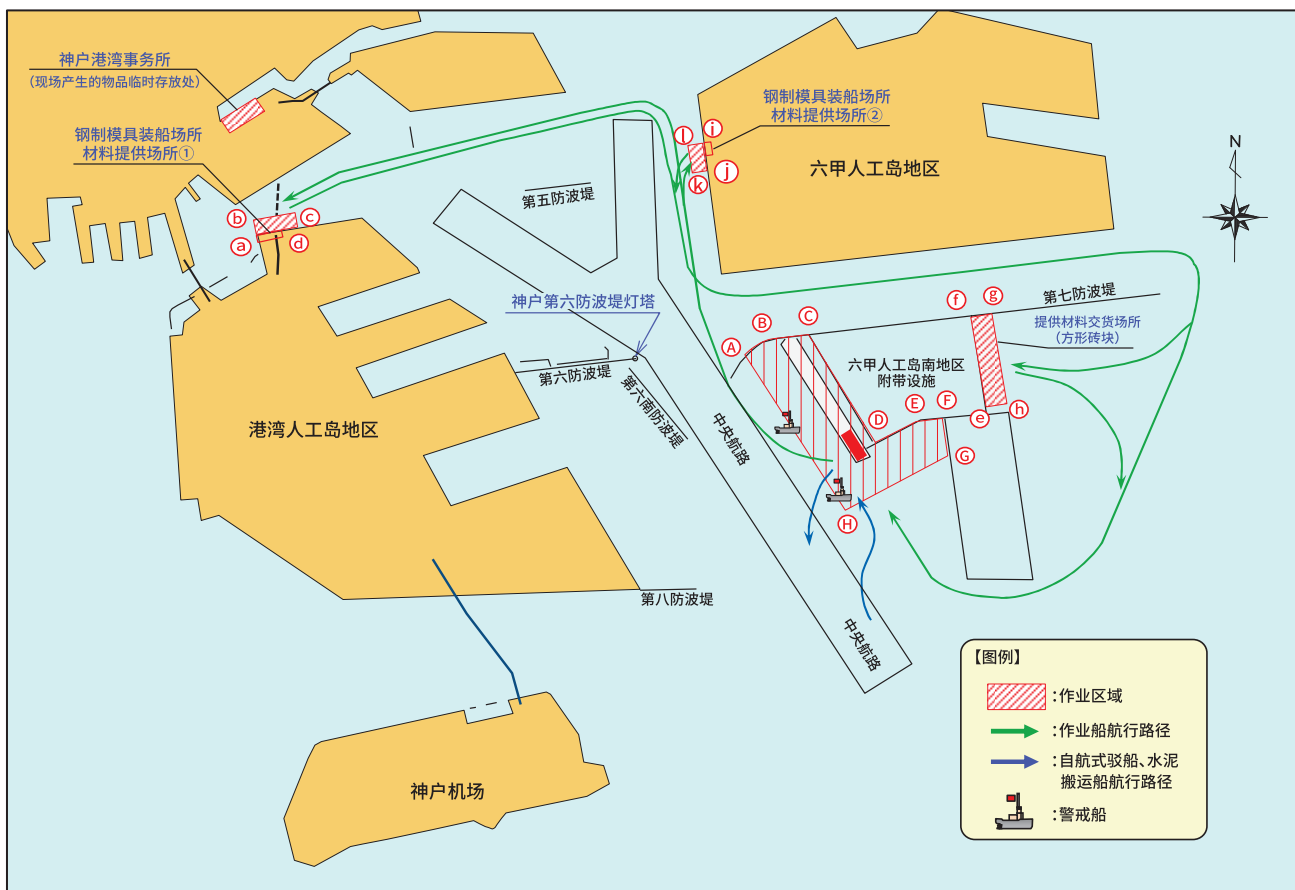 神户港湾事务所
（现场产生的物品临时存放处）
钢制模具装船场所
材料提供场所①
钢制模具装船场所
材料提供场所②
六甲人工岛地区
N
l
i
k
j
b
c
a
d
第五防波堤
神户第六防波堤灯塔
第六防波堤
第六南防波堤
中央航路
港湾人工岛地区
第七防波堤
f
g
提供材料交货场所
（方形砖块）
A
B
C
六甲人工岛南地区
附带设施
D
E
F
e
h
G
H
第八防波堤
中央航路
神户机场
【图例】
：作业区域
：作业船航行路径
：自航式驳船、水泥
搬运船航行路径
：警戒船